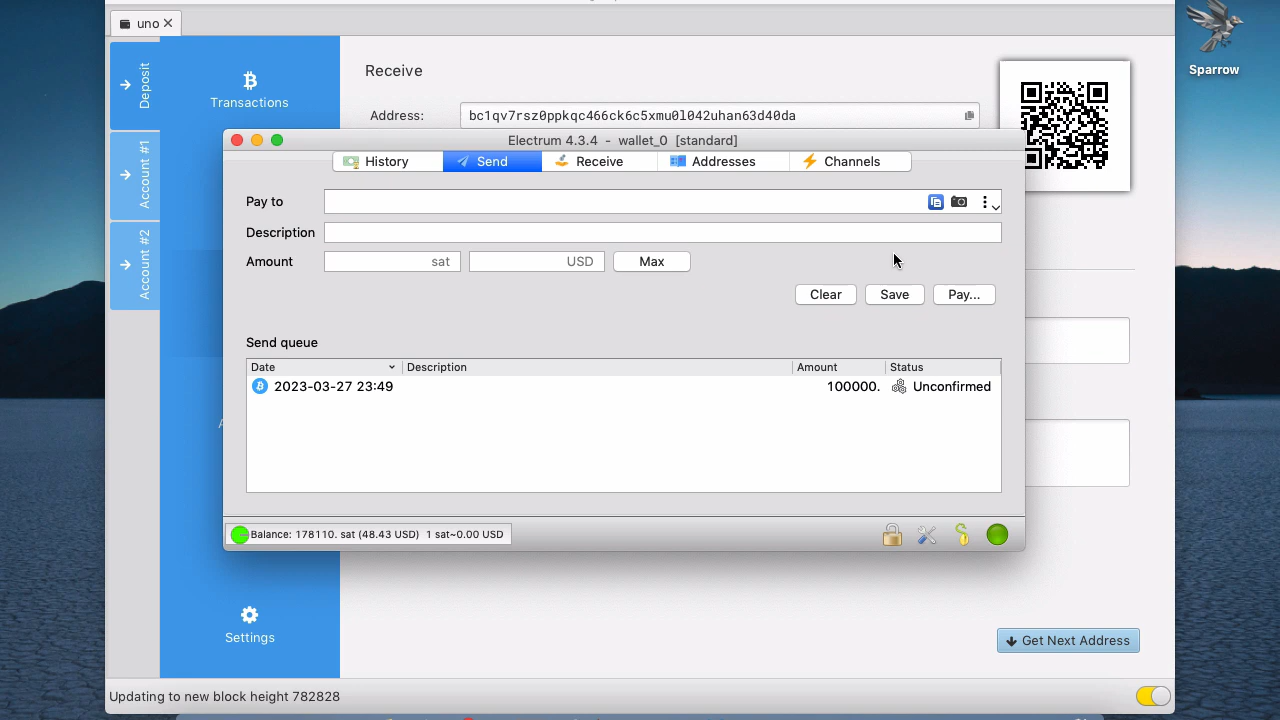 uno
Sparrow
Deposit
Account #1
Account #2
Transactions
Receive
Address: bc1qv7rsz0ppkqc466ck6c5xmu0l042uhan63d40da
Electrum 4.3.4 - wallet_0 [standard]
History Send Receive Addresses Channels
Pay to
Description
Amount sat USD Max
Clear Save Pay...
Send queue
Date Description Amount Status
2023-03-27 23:49 100000. Unconfirmed
Balance: 178110. sat (48.43 USD) 1 sat~0.00 USD
Settings
Get Next Address
Updating to new block height 782828